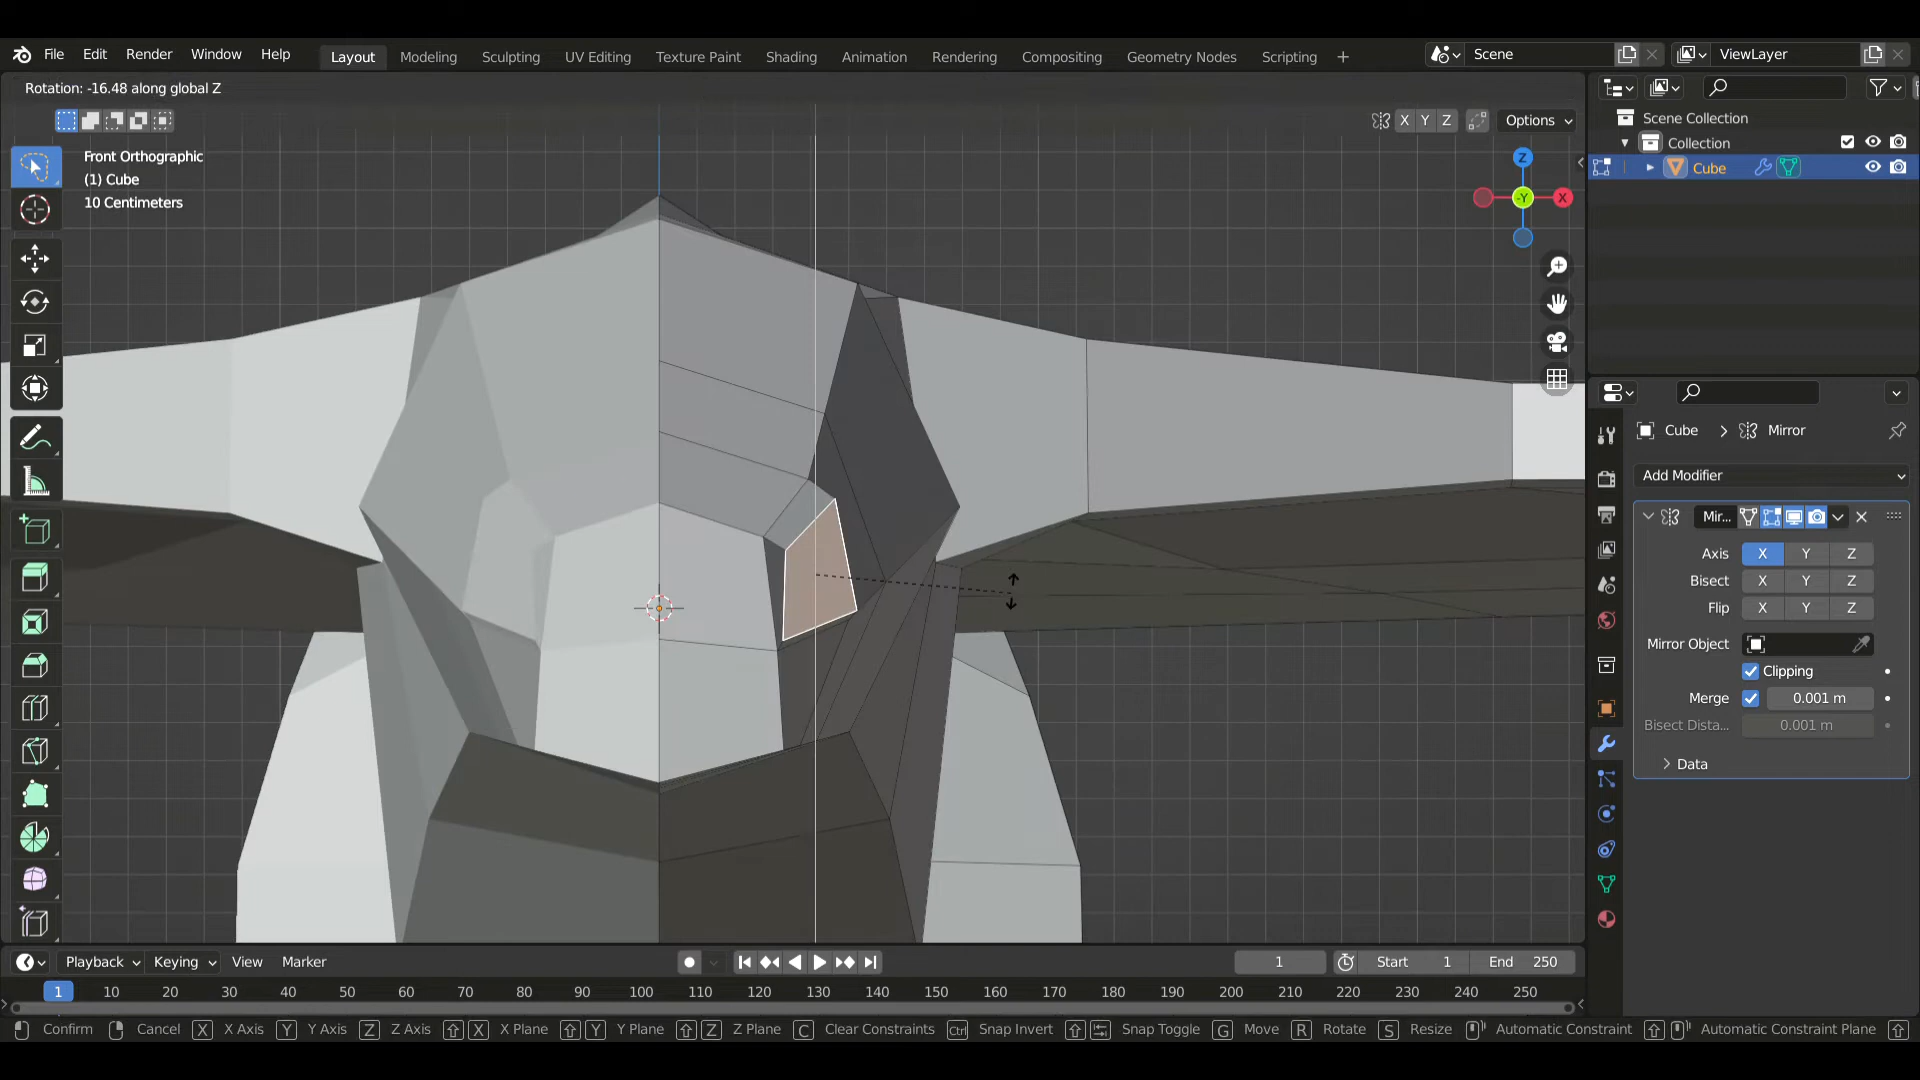 File Edit Render Window Help Layout Modeling Sculpting UV Editing Texture Paint Shading Animation Rendering Compositing Geometry Nodes Scripting + Scene ViewLayer
Rotation: -16.48 along global Z
X Y Z Options
Front Orthographic
(1) Cube
10 Centimeters
Z
-Y
X
Scene Collection
Collection
Cube
Cube > Mirror
Add Modifier
Mir...
Axis X Y Z
Bisect X Y Z
Flip X Y Z
Mirror Object
Clipping
Merge 0.001 m
Bisect Dista... 0.001 m
Data
Playback Keying View Marker 1 Start 1 End 250
1 10 20 30 40 50 60 70 80 90 100 110 120 130 140 150 160 170 180 190 200 210 220 230 240 250
Confirm Cancel X X Axis Y Y Axis Z Z Axis X X Plane Y Y Plane Z Z Plane C Clear Constraints Ctrl Snap Invert Snap Toggle G Move R Rotate S Resize Automatic Constraint Automatic Constraint Plane